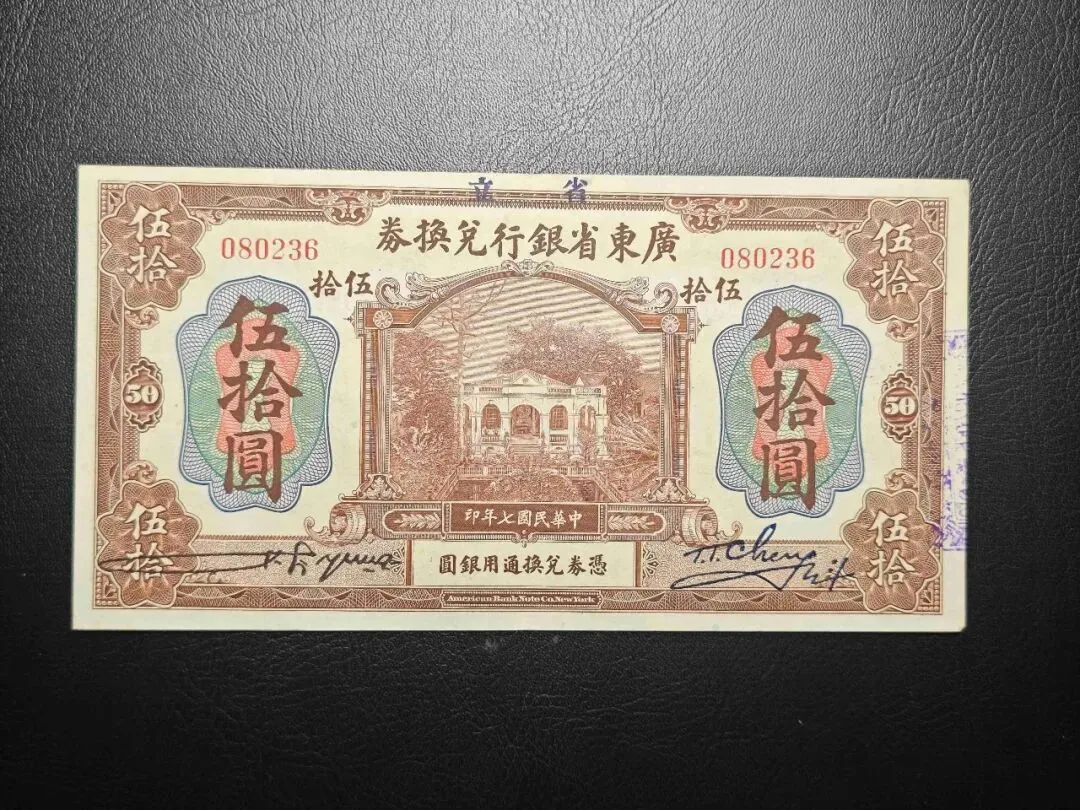 省立
廣東省銀行兌換券
伍拾
伍拾
080236
080236
伍拾
伍拾
伍拾圓
伍拾圓
50
50
中華民國七年印
伍拾
伍拾
憑券兌換通用銀圓
American Bank Note Co. New York